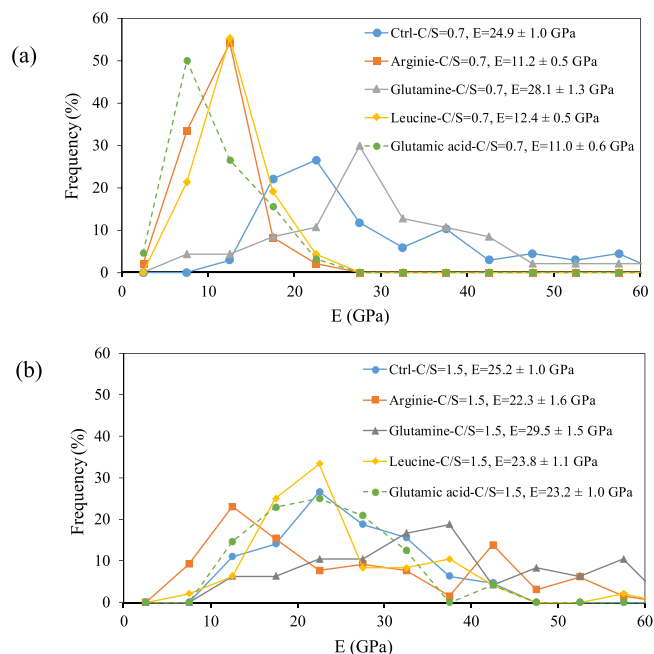 (a)
60
50
40
30
20
10
0
Frequency (%)
Ctrl-C/S=0.7, E=24.9 ± 1.0 GPa
Arginie-C/S=0.7, E=11.2 ± 0.5 GPa
Glutamine-C/S=0.7, E=28.1 ± 1.3 GPa
Leucine-C/S=0.7, E=12.4 ± 0.5 GPa
Glutamic acid-C/S=0.7, E=11.0 ± 0.6 GPa
0 10 20 30 40 50 60
E (GPa)
(b)
60
50
40
30
20
10
0
Frequency (%)
Ctrl-C/S=1.5, E=25.2 ± 1.0 GPa
Arginie-C/S=1.5, E=22.3 ± 1.6 GPa
Glutamine-C/S=1.5, E=29.5 ± 1.5 GPa
Leucine-C/S=1.5, E=23.8 ± 1.1 GPa
Glutamic acid-C/S=1.5, E=23.2 ± 1.0 GPa
0 10 20 30 40 50 60
E (GPa)